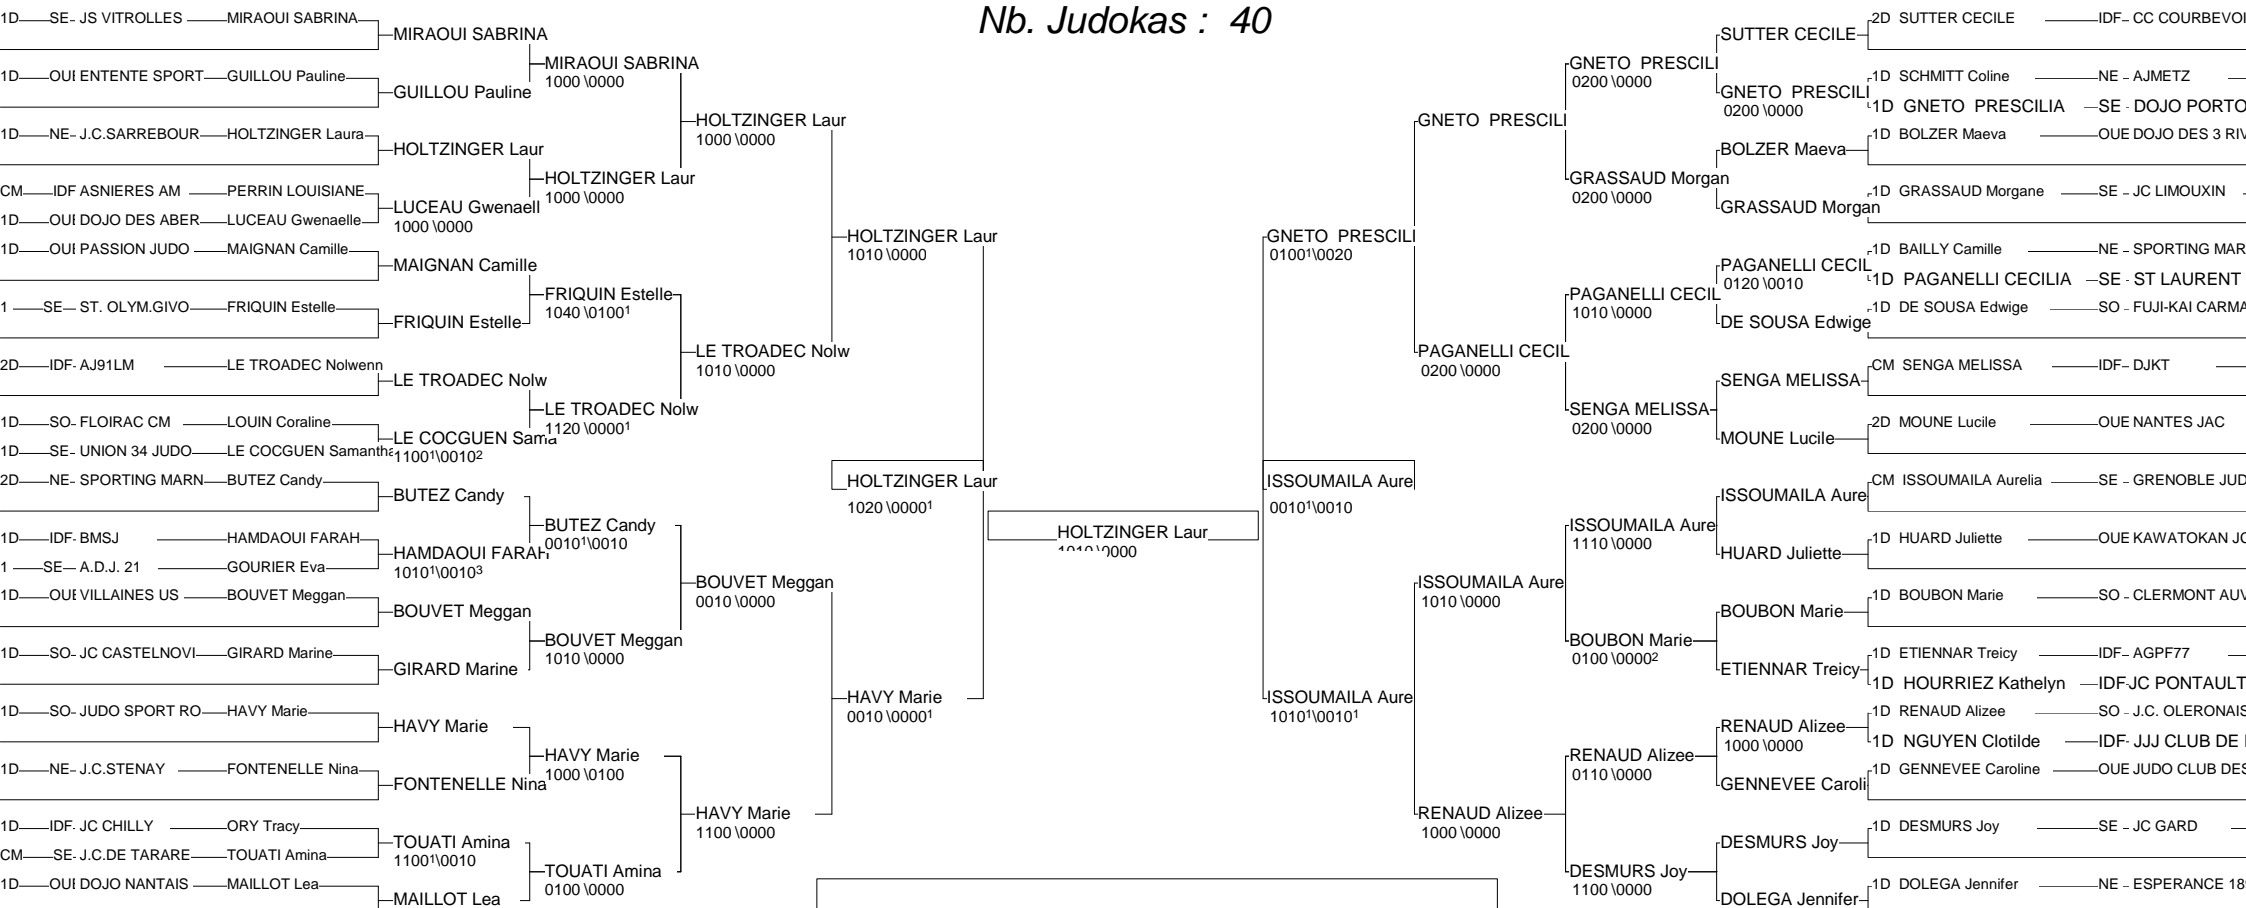 Nb. Judokas : 40
1D SE- JS VITROLLES MIRAOUI SABRINA
1D OUI ENTENTE SPORT GUILLOU Pauline
1D NE- J.C.SARREBOUR HOLTZINGER Laura
CM IDF ASNIERES AM PERRIN LOUISIANE
1D OUI DOJO DES ABER LUCEAU Gwenaelle
1D OUI PASSION JUDO MAIGNAN Camille
1 SE ST. OLYM.GIVO FRIQUIN Estelle
2D IDF- AJ91LM LE TROADEC Nolwenn
1D SO- FLOIRAC CM LOUIN Coraline
1D SE- UNION 34 JUDO LE COCGUEN Samantha
2D NE- SPORTING MARN BUTEZ Candy
1D IDF- BMSJ HAMDAOUI FARAH
1 SE A.D.J. 21 GOURIER Eva
1D OUI VILLAINES US BOUVET Meggan
1D SO- JC CASTELNOVI GIRARD Marine
1D SO- JUDO SPORT RO HAVY Marie
1D NE- J.C.STENAY FONTENELLE Nina
1D IDF- JC CHILLY ORY Tracy
CM SE- J.C.DE TARARE TOUATI Amina
1D OUI DOJO NANTAIS MAILLOT Lea
MIRAOUI SABRINA
GUILLOU Pauline
HOLTZINGER Laur
LUCEAU Gwenaell
1000 \0000
MAIGNAN Camille
FRIQUIN Estelle
LE TROADEC Nolw
LE COCGUEN Sama
1100¹\0010²
BUTEZ Candy
HAMDAOUI FARAH
1010¹\0010³
BOUVET Meggan
GIRARD Marine
HAVY Marie
FONTENELLE Nina
TOUATI Amina
1100¹\0010
MAILLOT Lea
MIRAOUI SABRINA
1000 \0000
HOLTZINGER Laur
1000 \0000
FRIQUIN Estelle
1040 \0100¹
LE TROADEC Nolw
1120 \0000¹
BUTEZ Candy
0010¹\0010
BOUVET Meggan
1010 \0000
HAVY Marie
1000 \0100
TOUATI Amina
0100 \0000
HOLTZINGER Laur
1000 \0000
LE TROADEC Nolw
1010 \0000
BOUVET Meggan
0010 \0000
HAVY Marie
1100 \0000
HOLTZINGER Laur
1010 \0000
HOLTZINGER Laur
1020 \0000¹
HAVY Marie
0010 \0000¹
HOLTZINGER Laur
1010 \0000
GNETO PRESCILI
0100¹\0020
ISSOUMAILA Aure
0010¹\0010
ISSOUMAILA Aure
1010¹\0010¹
GNETO PRESCILI
PAGANELLI CECIL
0200 \0000
ISSOUMAILA Aure
1010 \0000
RENAUD Alizee
1000 \0000
GNETO PRESCILI
0200 \0000
GRASSAUD Morgan
0200 \0000
PAGANELLI CECIL
1010 \0000
SENGA MELISSA
0200 \0000
ISSOUMAILA Aure
1110 \0000
BOUBON Marie
0100 \0000²
RENAUD Alizee
0110 \0000
DESMURS Joy
1100 \0000
SUTTER CECILE
GNETO PRESCILI
0200 \0000
BOLZER Maeva
GRASSAUD Morgan
PAGANELLI CECIL
0120 \0010
DE SOUSA Edwige
SENGA MELISSA
MOUNE Lucile
ISSOUMAILA Aure
HUARD Juliette
BOUBON Marie
ETIENNAR Treicy
RENAUD Alizee
1000 \0000
GENNEVEE Caroli
DESMURS Joy
DOLEGA Jennifer
2D SUTTER CECILE IDF- CC COURBEVOI
1D SCHMITT Coline NE - AJMETZ
1D GNETO PRESCILIA SE - DOJO PORTO
1D BOLZER Maeva OUE DOJO DES 3 RIV
1D GRASSAUD Morgane SE - JC LIMOUXIN
1D BAILLY Camille NE - SPORTING MAR
1D PAGANELLI CECILIA SE - ST LAURENT
1D DE SOUSA Edwige SO - FUJI-KAI CARMA
CM SENGA MELISSA IDF- DJKT
2D MOUNE Lucile OUE NANTES JAC
CM ISSOUMAILA Aurelia SE - GRENOBLE JUD
1D HUARD Juliette OUE KAWATOKAN JC
1D BOUBON Marie SO - CLERMONT AUV
1D ETIENNAR Treicy IDF- AGPF77
1D HOURRIEZ Kathelyn IDF-JC PONTAULT
1D RENAUD Alizee SO - J.C. OLERONAIS
1D NGUYEN Clotilde IDF- JJJ CLUB DE
1D GENNEVEE Caroline OUE JUDO CLUB DES
1D DESMURS Joy SE - JC GARD
1D DOLEGA Jennifer NE - ESPERANCE 18